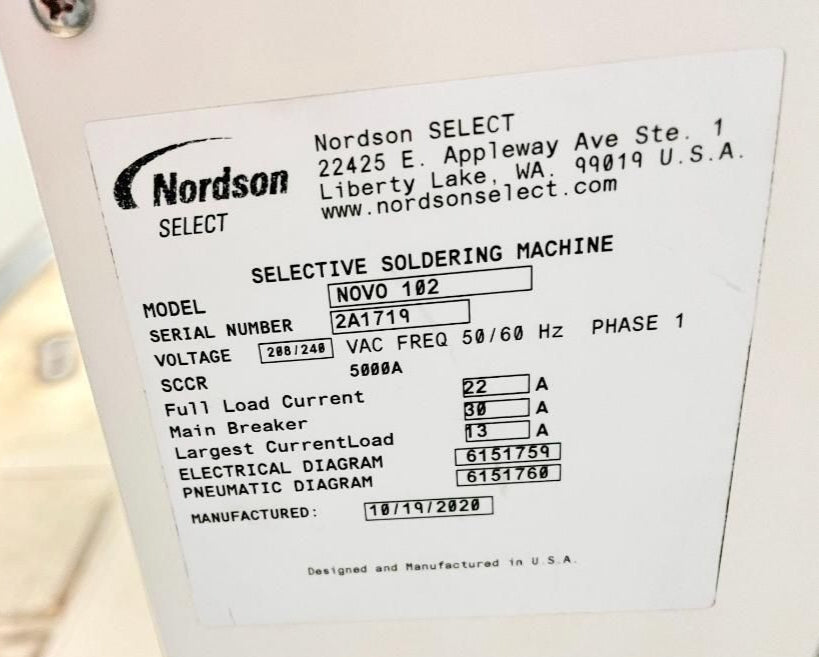 Nordson
SELECT
Nordson SELECT
22425 E. Appleway Ave Ste. 1
Liberty Lake, WA. 99019 U.S.A.
www.nordsonselect.com
SELECTIVE SOLDERING MACHINE
MODEL NOVO 102
SERIAL NUMBER 2A1719
VOLTAGE 208/240 VAC FREQ 50/60 Hz PHASE 1
SCCR 5000A
Full Load Current 22 A
Main Breaker 30 A
Largest CurrentLoad 13 A
ELECTRICAL DIAGRAM 6151759
PNEUMATIC DIAGRAM 6151760
MANUFACTURED: 10/19/2020
Designed and Manufactured in U.S.A.